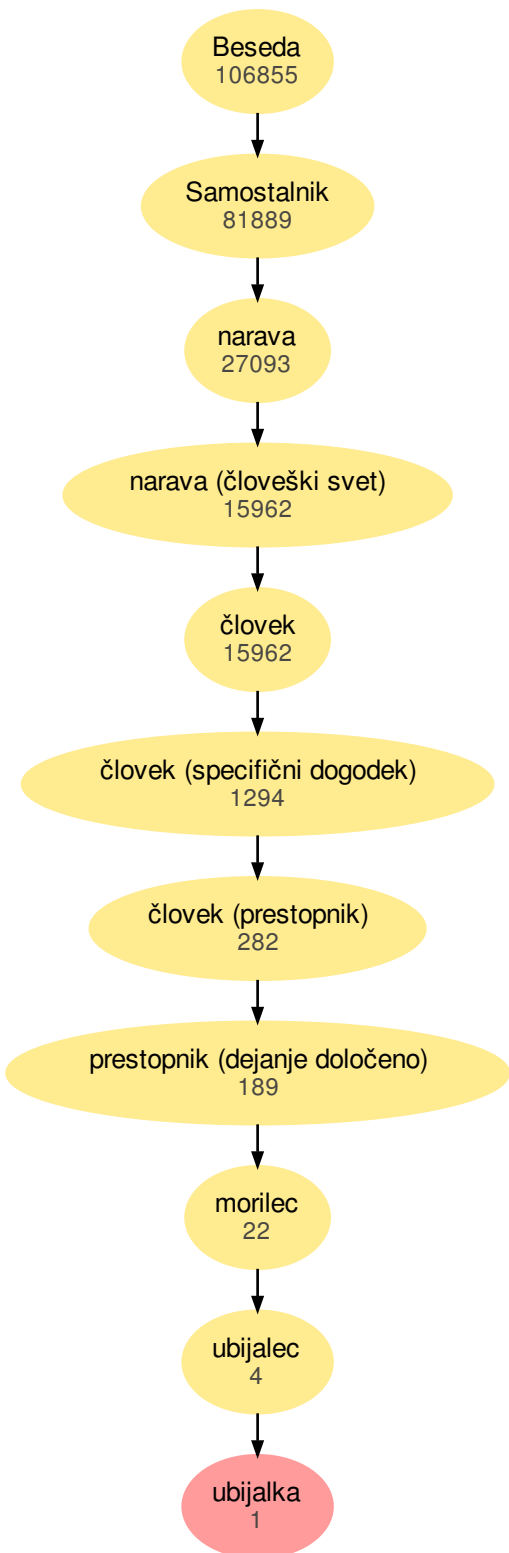 Beseda
106855
Samostalnik
81889
narava
27093
narava (človeški svet)
15962
človek
15962
človek (specifični dogodek)
1294
človek (prestopnik)
282
prestopnik (dejanje določeno)
189
morilec
22
ubijalec
4
ubijalka
1